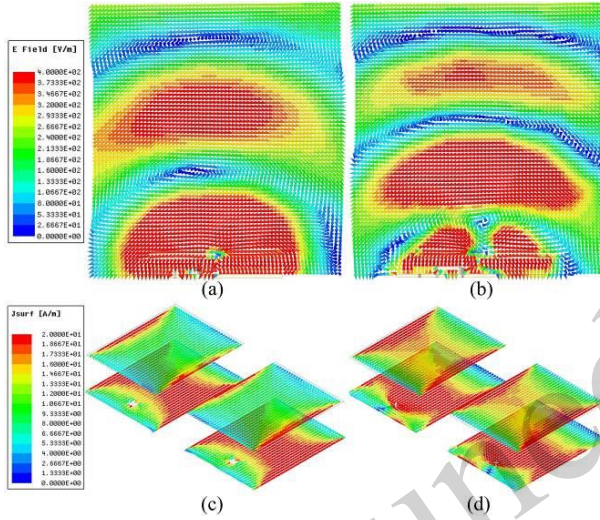 E Field [V/m]
4.0000E+02
3.7333E+02
3.4667E+02
3.2000E+02
2.9333E+02
2.6667E+02
2.4000E+02
2.1333E+02
1.8667E+02
1.6000E+02
1.3333E+02
1.0667E+02
8.0000E+01
5.3333E+01
2.6667E+01
0.0000E+00
(a)
(b)
Jsurf [A/m]
2.0000E+01
1.8667E+01
1.7333E+01
1.6000E+01
1.4667E+01
1.3333E+01
1.2000E+01
1.0667E+01
9.3333E+00
8.0000E+00
6.6667E+00
5.3333E+00
4.0000E+00
2.6667E+00
1.3333E+00
0.0000E+00
(c)
(d)